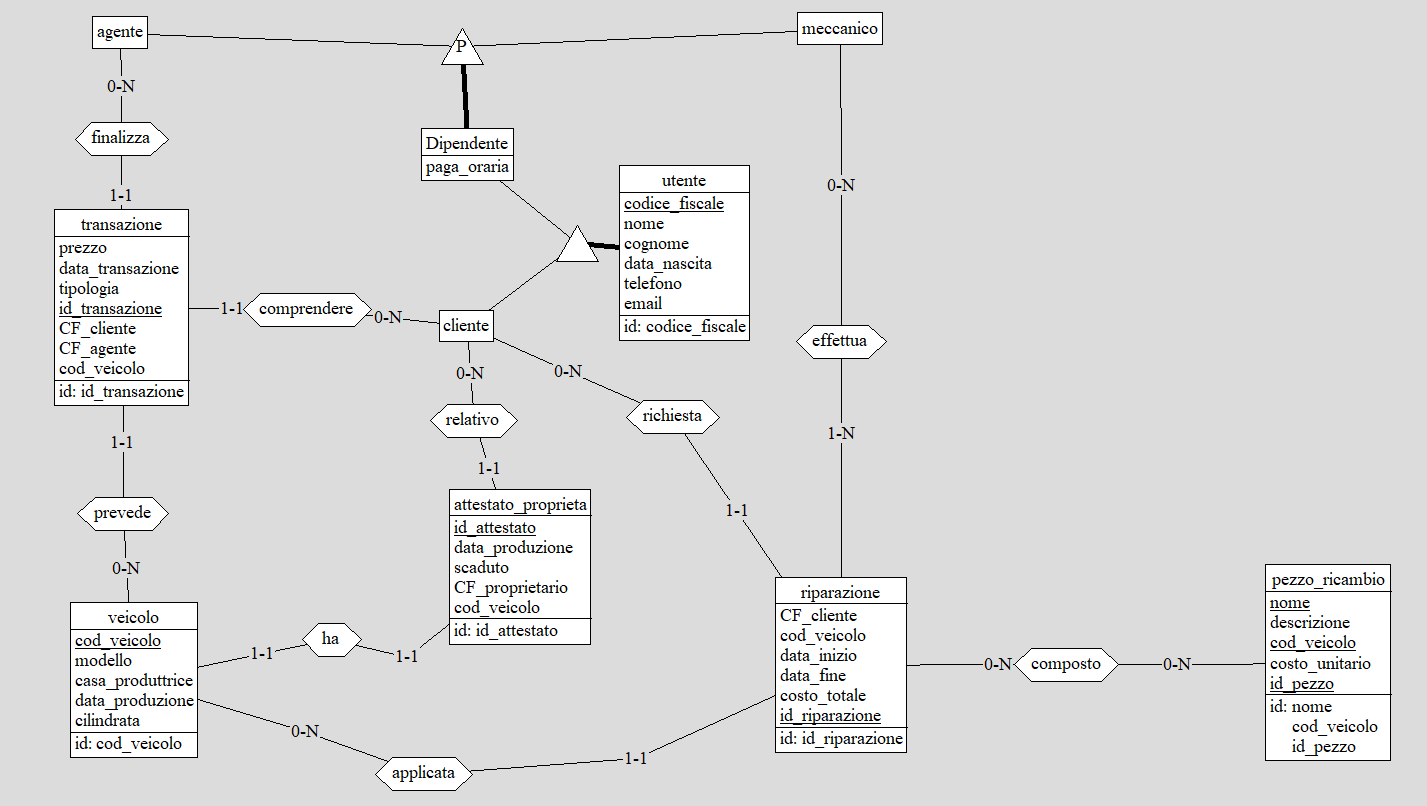 agente
P
meccanico
0-N
finalizza
1-1
Dipendente
paga_oraria
utente
codice_fiscale
nome
cognome
data_nascita
telefono
email
id: codice_fiscale
0-N
transazione
prezzo
data_transazione
tipologia
id_transazione
CF_cliente
CF_agente
cod_veicolo
id: id_transazione
1-1
comprendere
0-N
cliente
effettua
0-N
relativo
0-N
richiesta
1-N
1-1
1-1
1-1
prevede
0-N
attestato_proprieta
id_attestato
data_produzione
scaduto
CF_proprietario
cod_veicolo
id: id_attestato
veicolo
cod_veicolo
modello
casa_produttrice
data_produzione
cilindrata
id: cod_veicolo
1-1
ha
1-1
riparazione
CF_cliente
cod_veicolo
data_inizio
data_fine
costo_totale
id_riparazione
id: id_riparazione
0-N
composto
0-N
pezzo_ricambio
nome
descrizione
cod_veicolo
costo_unitario
id_pezzo
id: nome
cod_veicolo
id_pezzo
0-N
applicata
1-1